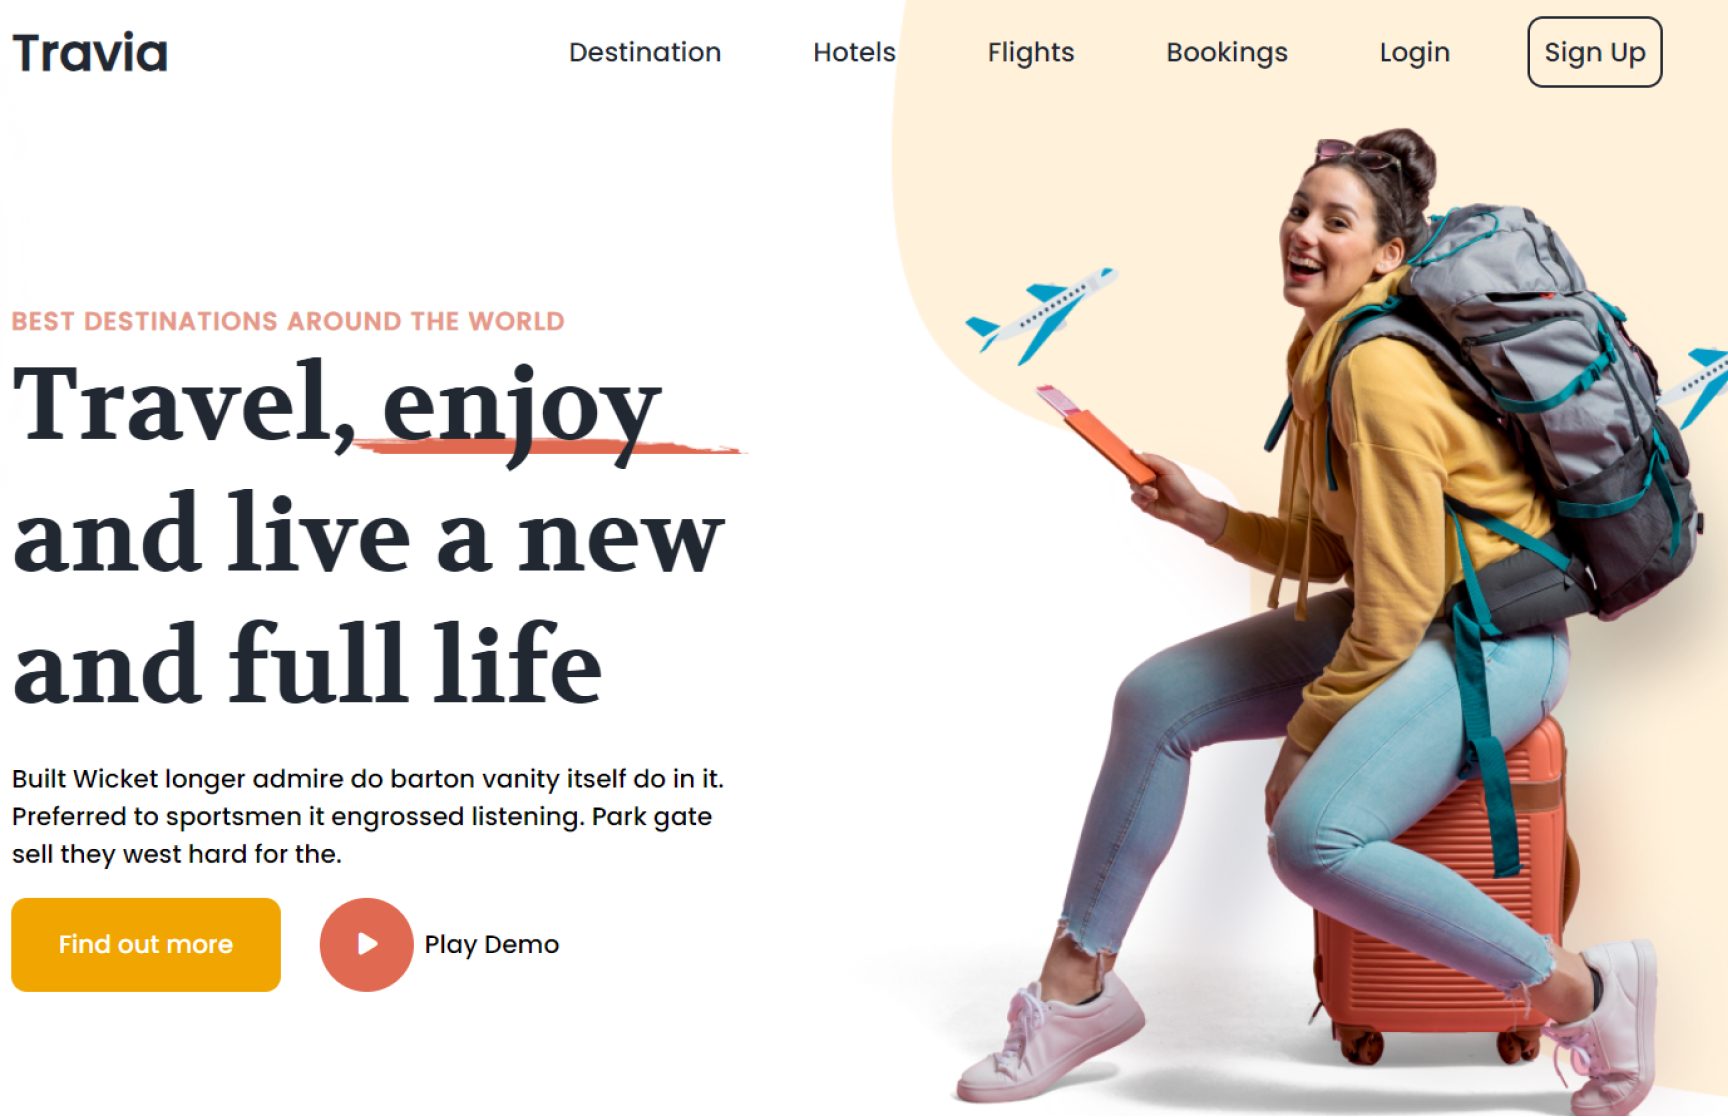 Travia
Destination
Hotels
Flights
Bookings
Login
Sign Up
BEST DESTINATIONS AROUND THE WORLD
Travel, enjoy
and live a new
and full life
Built Wicket longer admire do barton vanity itself do in it.
Preferred to sportsmen it engrossed listening. Park gate
sell they west hard for the.
Find out more
Play Demo